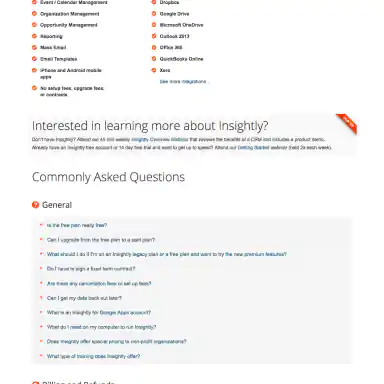 Event / Calendar Management
Organization Management
Opportunity Management
Reporting
Mass Email
Email Templates
iPhone and Android mobile
apps
No setup fees, upgrade fees,
or contracts
Dropbox
Google Drive
Microsoft OneDrive
Outlook 2013
Office 365
QuickBooks Online
Xero
See more integrations
Interested in learning more about Insightly?
Don't have Insightly? Attend our 45 min weekly Insightly Overview Webinar that reviews the benefits of a CRM and includes a product demo.
Already have an Insightly free account or 14 day free trial and want to get up to speed? Attend our Getting Started webinar (held 2x each week).
Commonly Asked Questions
General
Is the free plan really free?
Can I upgrade from the free plan to a paid plan?
What should I do if I'm on an Insightly legacy plan or a free plan and want to try the new premium features?
Do I have to sign a fixed term contract?
Are there any cancellation fees or set up fees?
Can I get my data back out later?
What's an Insightly for Google Apps account?
What do I need on my computer to run Insightly?
Does Insightly offer special pricing to non-profit organizations?
What type of training does Insightly offer?
Billing and Refunds